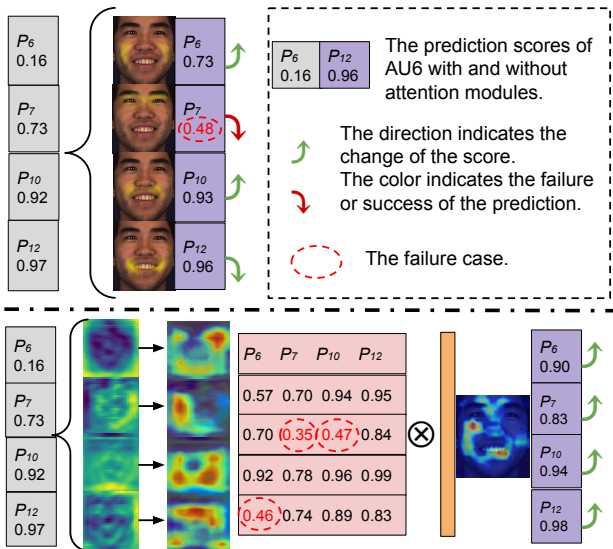 P6
0.16
P7
0.73
P10
0.92
P12
0.97
P6
0.73
P7
0.48
P10
0.93
P12
0.96
P6
0.16
P12
0.96
The prediction scores of
AU6 with and without
attention modules.
The direction indicates the
change of the score.
The color indicates the failure
or success of the prediction.
The failure case.
P6
0.16
P7
0.73
P10
0.92
P12
0.97
P6 P7 P10 P12
0.57 0.70 0.94 0.95
0.70 0.35 0.47 0.84
0.92 0.78 0.96 0.99
0.46 0.74 0.89 0.83
P6
0.90
P7
0.83
P10
0.94
P12
0.98